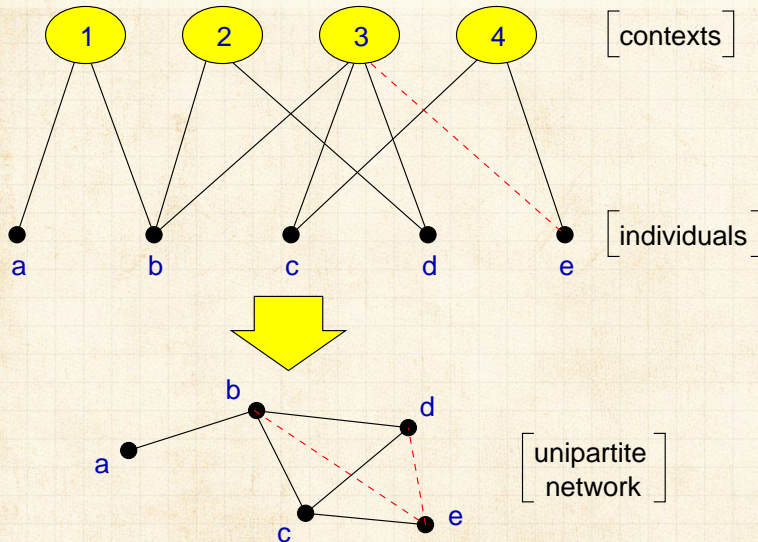 1 2 3 4 [contexts]
a b c d e [individuals]
b
d
a
[unipartite
network]
e
c